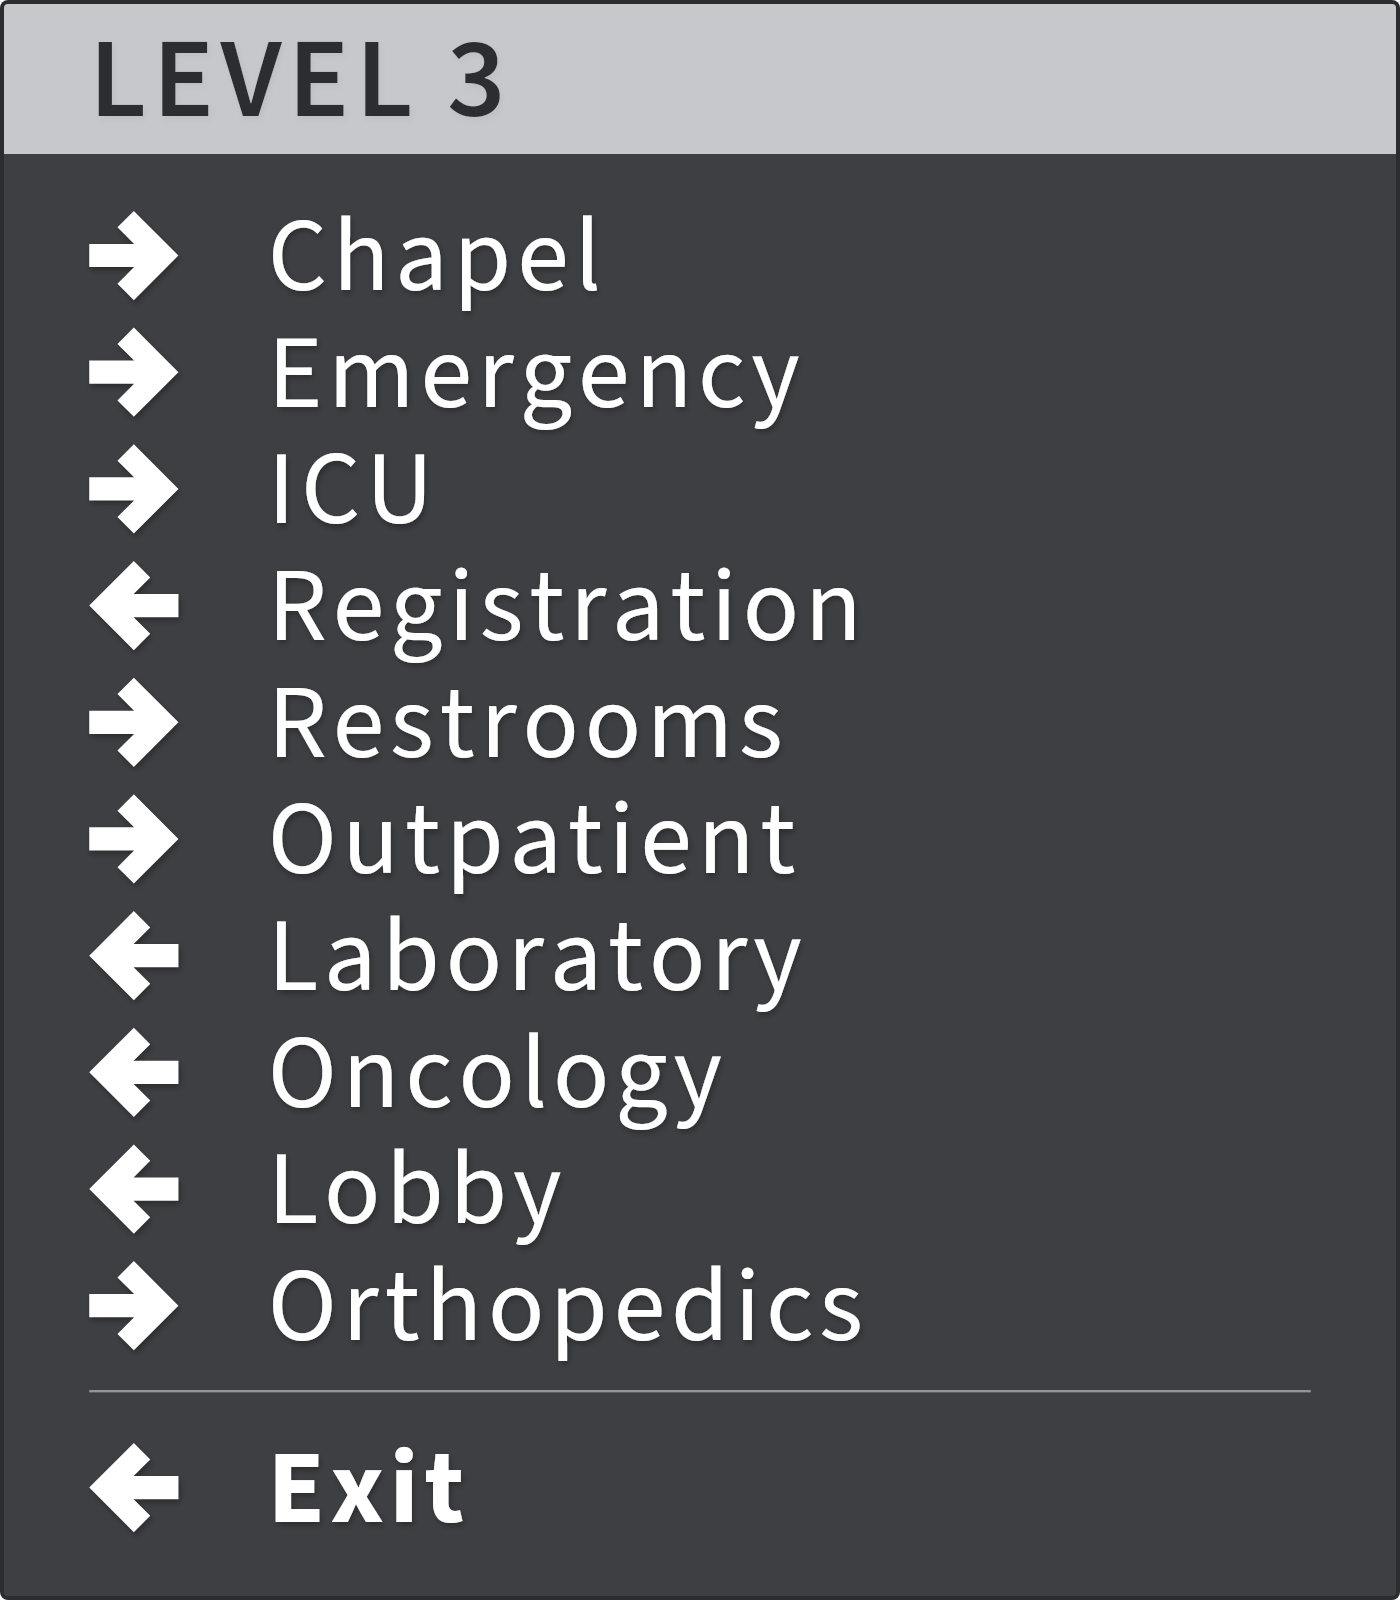 LEVEL 3
Chapel
Emergency
ICU
Registration
Restrooms
Outpatient
Laboratory
Oncology
Lobby
Orthopedics
Exit